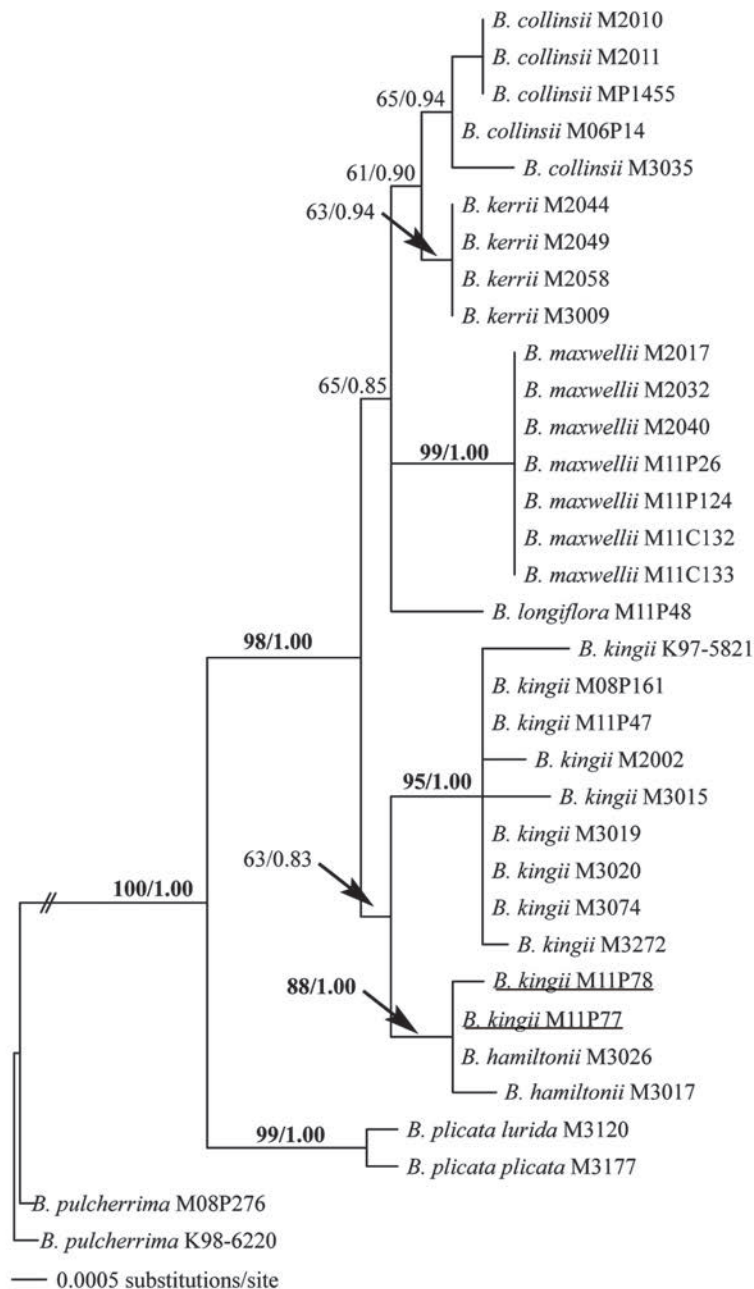 B. collinsii M2010
B. collinsii M2011
B. collinsii MP1455
65/0.94
B. collinsii M06P14
B. collinsii M3035
61/0.90
63/0.94
B. kerrii M2044
B. kerrii M2049
B. kerrii M2058
B. kerrii M3009
B. maxwellii M2017
65/0.85
B. maxwellii M2032
B. maxwellii M2040
99/1.00
B. maxwellii M11P26
B. maxwellii M11P124
B. maxwellii M11C132
B. maxwellii M11C133
B. longiflora M11P48
98/1.00
B. kingii K97-5821
B. kingii M08P161
B. kingii M11P47
B. kingii M2002
95/1.00
B. kingii M3015
B. kingii M3019
63/0.83
B. kingii M3020
100/1.00
B. kingii M3074
B. kingii M3272
88/1.00
B. kingii M11P78
B. kingii M11P77
B. hamiltonii M3026
B. hamiltonii M3017
99/1.00
B. plicata lurida M3120
B. plicata plicata M3177
B. pulcherrima M08P276
B. pulcherrima K98-6220
0.0005 substitutions/site